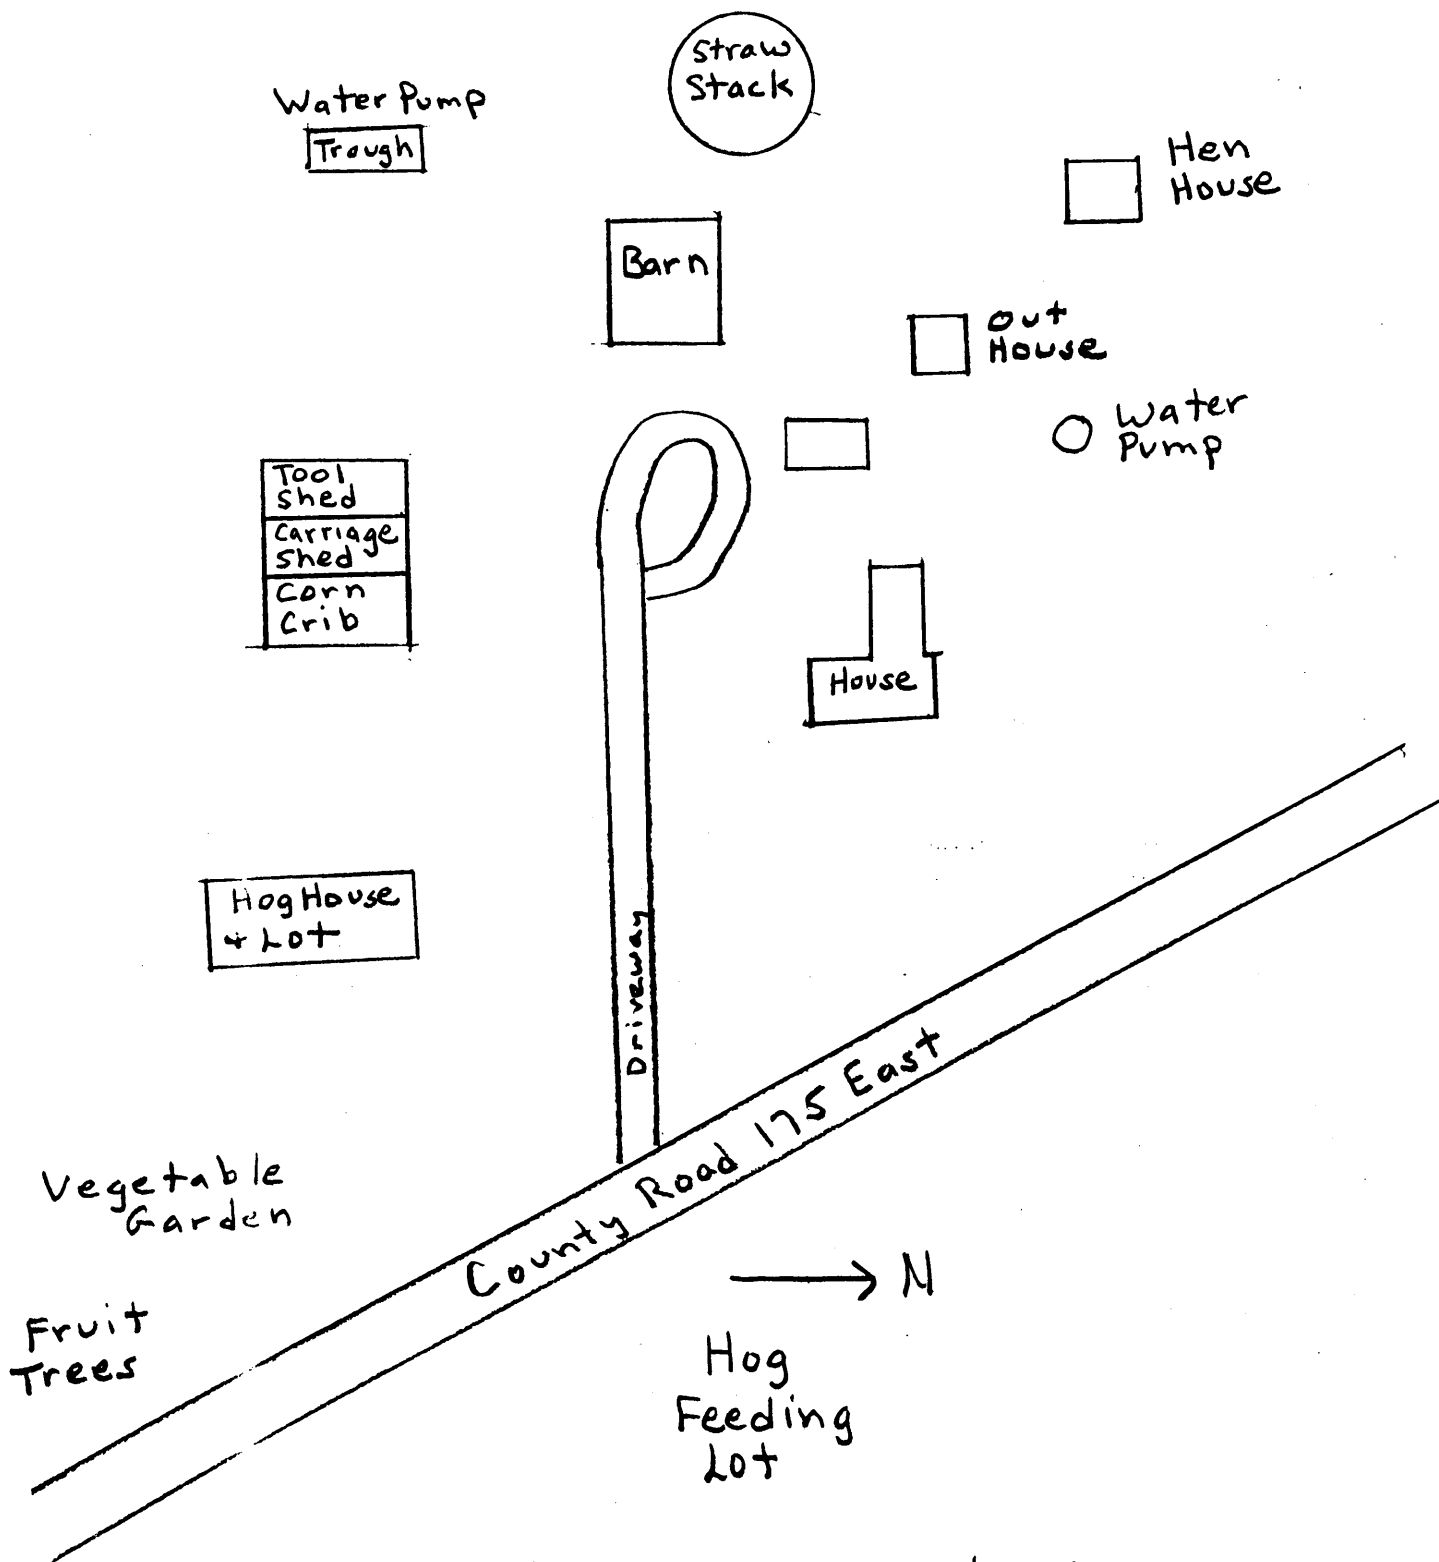 Straw
Stack
Water Pump
Trough
Hen
House
Barn
Out
House
Water
Pump
Tool
Shed
Carriage
Shed
Corn
Crib
House
Hog House
+ Lot
Driveway
County Road 175 East
Vegetable
Garden
N
Fruit
Trees
Hog
Feeding
Lot